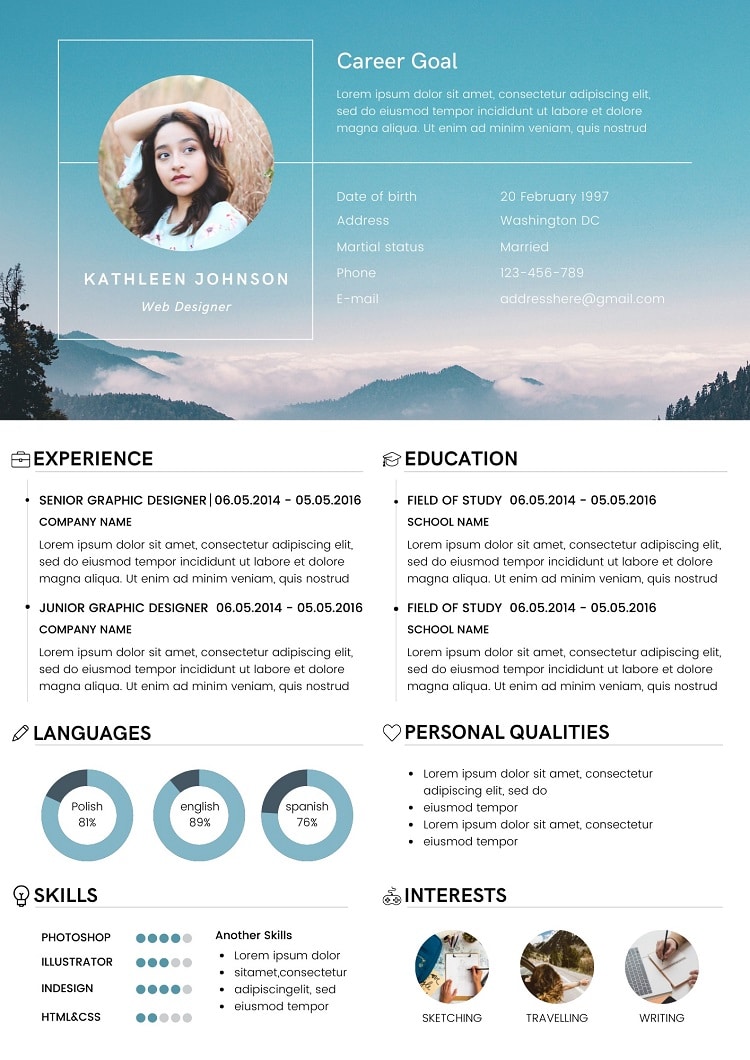 Career Goal
Lorem ipsum dolor sit amet, consectetur adipiscing elit,
sed do eiusmod tempor incididunt ut labore et dolore
magna aliqua. Ut enim ad minim veniam, quis nostrud
KATHLEEN JOHNSON
Web Designer
Date of birth 20 February 1997
Address Washington DC
Martial status Married
Phone 123-456-789
E-mail addresshere@gmail.com
EXPERIENCE
SENIOR GRAPHIC DESIGNER | 06.05.2014 - 05.05.2016
COMPANY NAME
Lorem ipsum dolor sit amet, consectetur adipiscing elit,
sed do eiusmod tempor incididunt ut labore et dolore
magna aliqua. Ut enim ad minim veniam, quis nostrud
JUNIOR GRAPHIC DESIGNER 06.05.2014 - 05.05.2016
COMPANY NAME
Lorem ipsum dolor sit amet, consectetur adipiscing elit,
sed do eiusmod tempor incididunt ut labore et dolore
magna aliqua. Ut enim ad minim veniam, quis nostrud
EDUCATION
FIELD OF STUDY 06.05.2014 - 05.05.2016
SCHOOL NAME
Lorem ipsum dolor sit amet, consectetur adipiscing elit,
sed do eiusmod tempor incididunt ut labore et dolore
magna aliqua. Ut enim ad minim veniam, quis nostrud
FIELD OF STUDY 06.05.2014 - 05.05.2016
SCHOOL NAME
Lorem ipsum dolor sit amet, consectetur adipiscing elit,
sed do eiusmod tempor incididunt ut labore et dolore
magna aliqua. Ut enim ad minim veniam, quis nostrud
LANGUAGES
Polish
81%
english
89%
spanish
76%
PERSONAL QUALITIES
• Lorem ipsum dolor sit amet, consectetur
adipiscing elit, sed do
• eiusmod tempor
• Lorem ipsum dolor sit amet, consectetur
• eiusmod tempor
SKILLS
PHOTOSHOP
ILLUSTRATOR
INDESIGN
HTML&CSS
Another Skills
• Lorem ipsum dolor
• sitamet,consectetur
• adipiscingelit, sed
• eiusmod tempor
INTERESTS
SKETCHING
TRAVELLING
WRITING